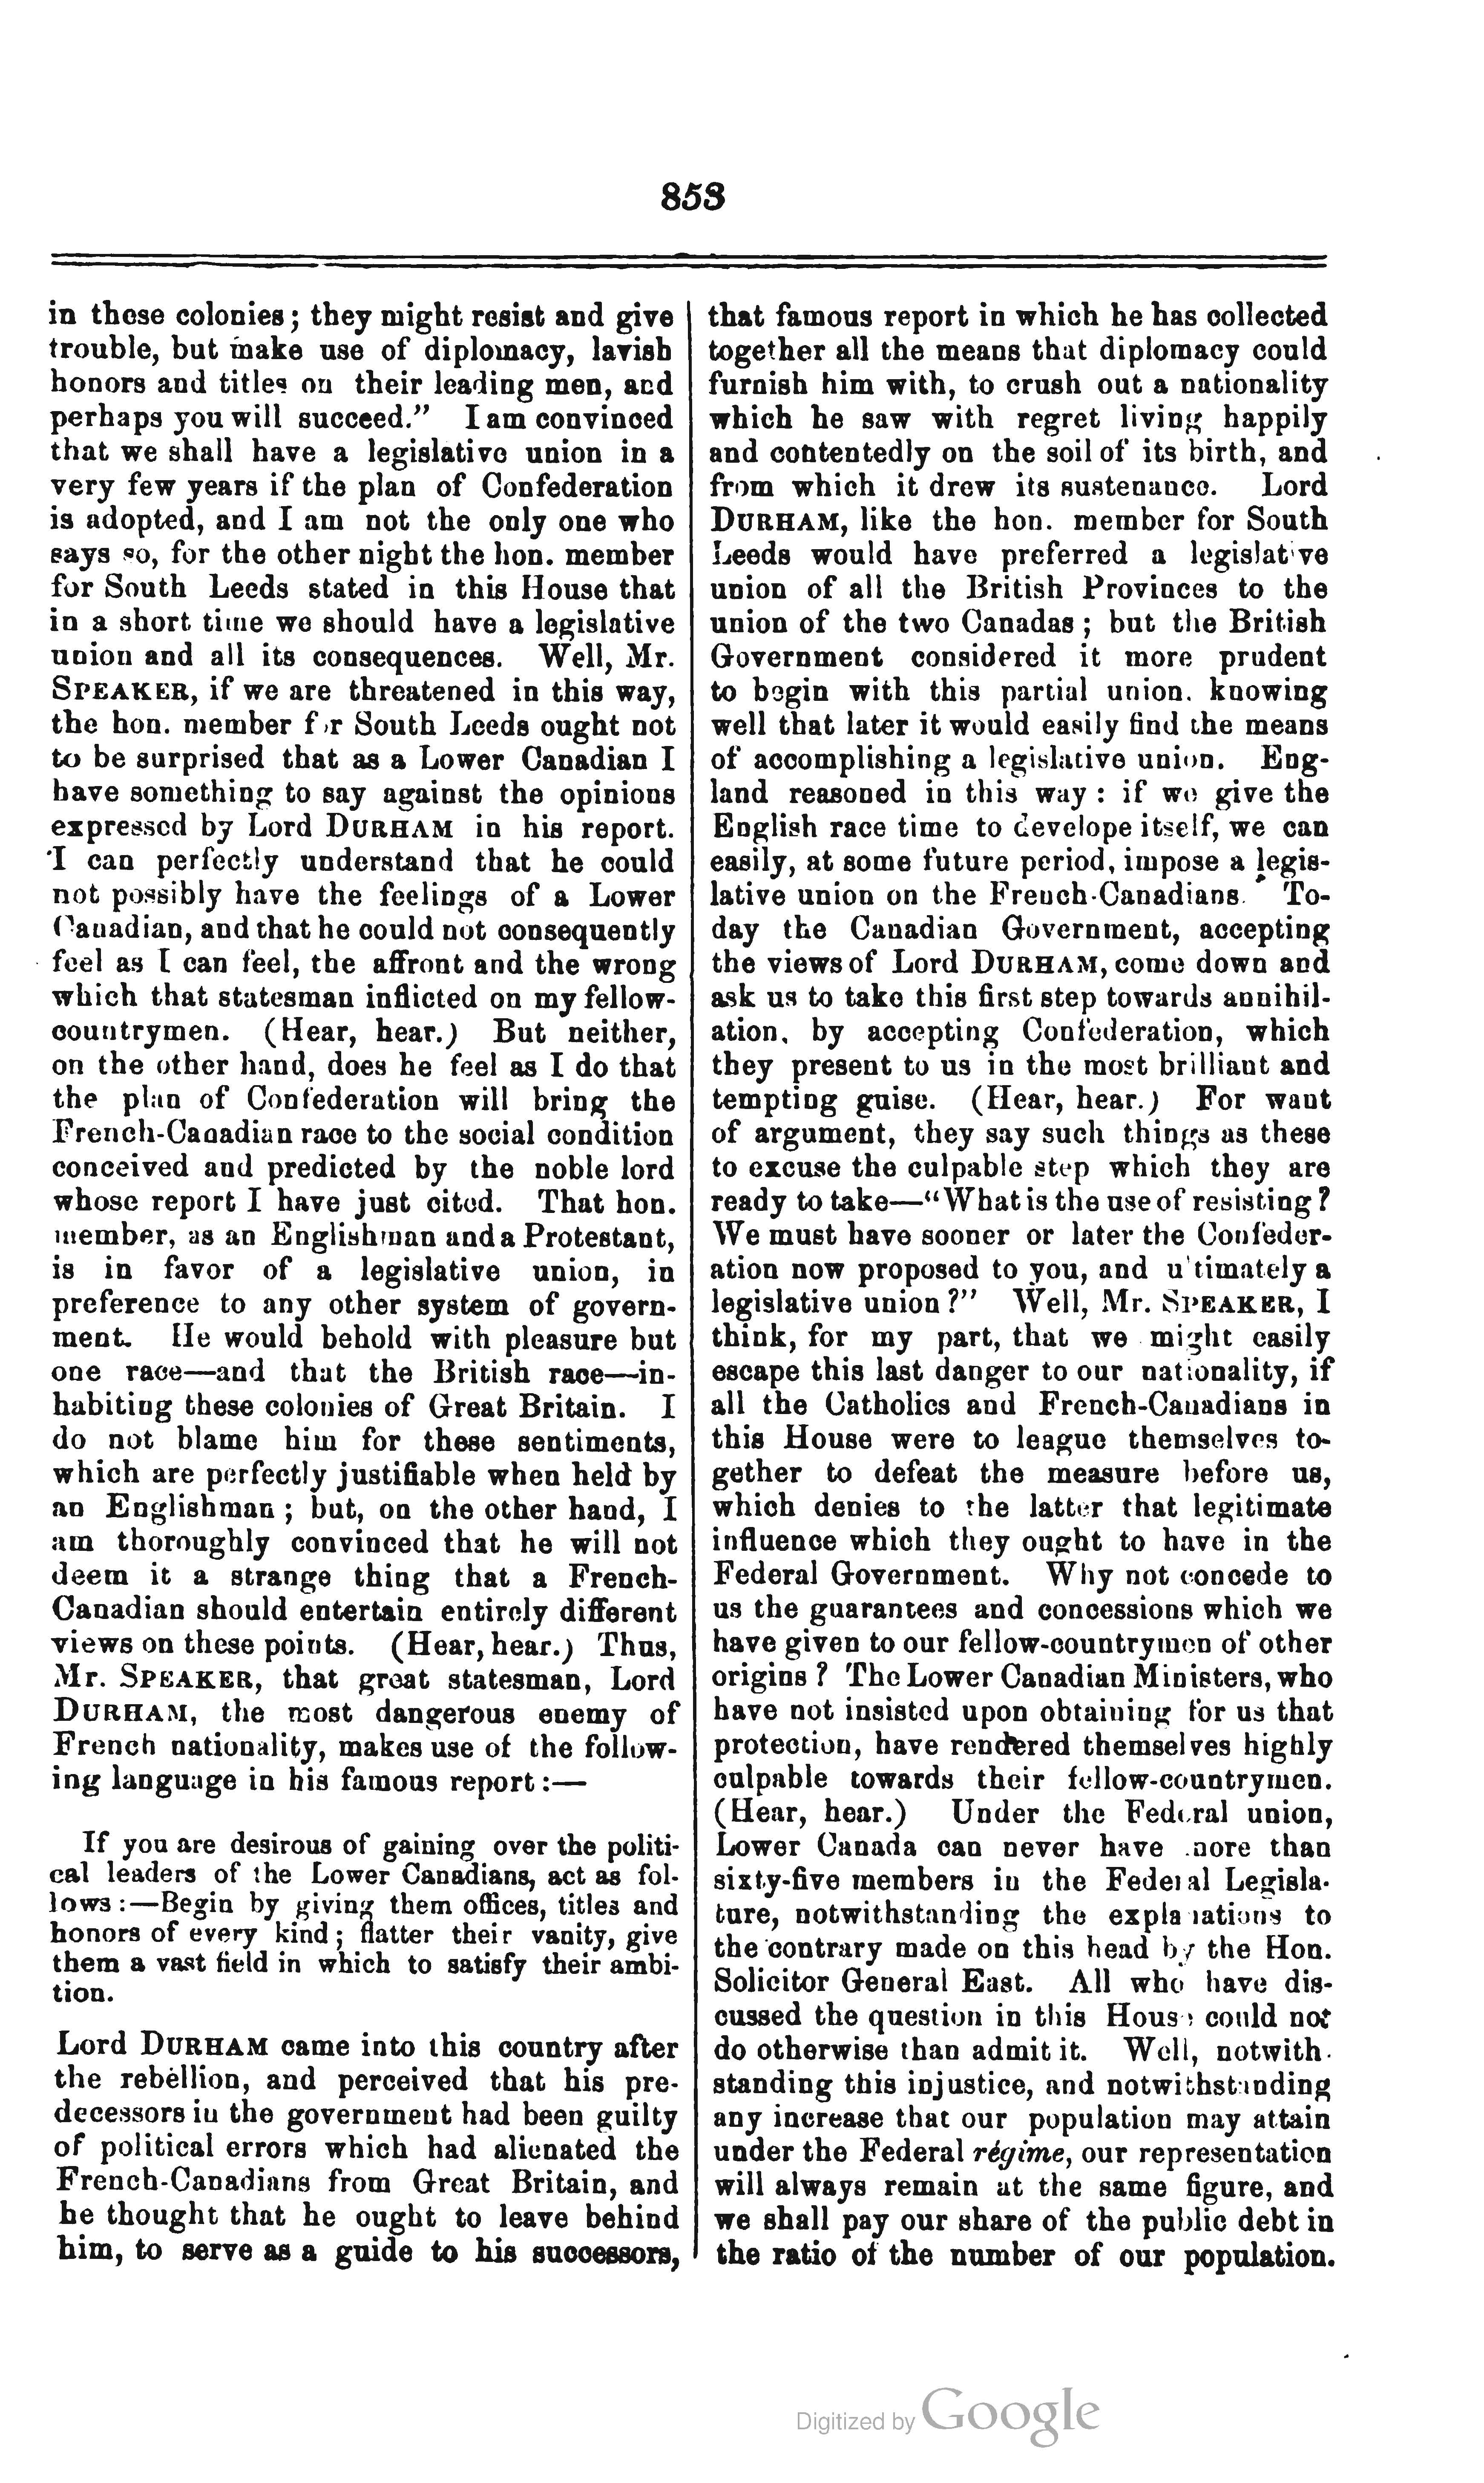 853
in these colonies; they might resist and give
trouble, but make use of diplomacy, lavish
honors and titles on their leading men, and
perhaps you will succeed." I am convinced
that we shall have a legislative union in a
very few years if the plan of Confederation
is adopted, and I am not the only one who
says so, for the other night the hon. member
for South Leeds stated in this House that
in a short time we should have a legislative
union and all its consequences. Well, Mr.
SPEAKER, if we are threatened in this way,
the hon. member for South Leeds ought not
to be surprised that as a Lower Canadian I
have something to say against the opinions
expressed by Lord DURHAM in his report.
I can perfectly understand that he could
not possibly have the feelings of a Lower
Canadian, and that he could not consequently
feel as I can feel, the affront and the wrong
which that statesman inflicted on my fellow-
countrymen. (Hear, hear.) But neither,
on the other hand, does he feel as I do that
the plan of Confederation will bring the
French-Canadian race to the social condition
conceived and predicted by the noble lord
whose report I have just cited. That hon.
member, as an Englishman and a Protestant,
is in favor of a legislative union, in
preference to any other system of govern-
ment. He would behold with pleasure but
one race—and that the British race—in-
habiting these colonies of Great Britain. I
do not blame him for these sentiments,
which are perfectly justifiable when held by
an Englishman; but, on the other hand, I
am thoroughly convinced that he will not
deem it a strange thing that a French-
Canadian should entertain entirely different
views on these points. (Hear, hear.) Thus,
Mr. SPEAKER, that great statesman, Lord
DURHAM, the most dangerous enemy of
French nationality, makes use of the follow-
ing language in his famous report:—
If you are desirous of gaining over the politi-
cal leaders of the Lower Canadians, act as fol-
lows:—Begin by giving them offices, titles and
honors of every kind; flatter their vanity, give
them a vast field in which to satisfy their ambi-
tion.
Lord DURHAM came into this country after
the rebellion, and perceived that his pre-
decessors in the government had been guilty
of political errors which had alienated the
French-Canadians from Great Britain, and
he thought that he ought to leave behind
him, to serve as a guide to his successors,
that famous report in which he has collected
together all the means that diplomacy could
furnish him with, to crush out a nationality
which he saw with regret living happily
and contentedly on the soil of its birth, and
from which it drew its sustenance. Lord
DURHAM, like the hon. member for South
Leeds would have preferred a legislative
union of all the British Provinces to the
union of the two Canadas; but the British
Government considered it more prudent
to begin with this partial union, knowing
well that later it would easily find the means
of accomplishing a legislative union. Eng-
land reasoned in this way: if we give the
English race time to develope itself, we can
easily, at some future period, impose a legis-
lative union on the French-Canadians. To-
day the Canadian Government, accepting
the views of Lord DURHAM, come down and
ask us to take this first step towards annihil-
ation, by accepting Confederation, which
they present to us in the most brilliant and
tempting guise. (Hear, hear.) For want
of argument, they say such things as these
to excuse the culpable step which they are
ready to take—"What is the use of resisting?
We must have sooner or later the Confeder-
ation now proposed to you, and ultimately a
legislative union?" Well, Mr. SPEAKER, I
think, for my part, that we might easily
escape this last danger to our nationality, if
all the Catholics and French-Canadians in
this House were to league themselves to-
gether to defeat the measure before us,
which denies to the latter that legitimate
influence which they ought to have in the
Federal Government. Why not concede to
us the guarantees and concessions which we
have given to our fellow-countrymen of other
origins? The Lower Canadian Ministers, who
have not insisted upon obtaining for us that
protection, have rendered themselves highly
culpable towards their fellow-countrymen.
(Hear, hear.) Under the Federal union,
Lower Canada can never have more than
sixty-five members in the Federal Legisla-
ture, notwithstanding the explanations to
the contrary made on this head by the Hon.
Solicitor General East. All who have dis-
cussed the question in this House could not
do otherwise than admit it. Well, notwith-
standing this injustice, and notwithstanding
any increase that our population may attain
under the Federal régime, our representation
will always remain at the same figure, and
we shall pay our share of the public debt in
the ratio of the number of our population.
Digitized by Google